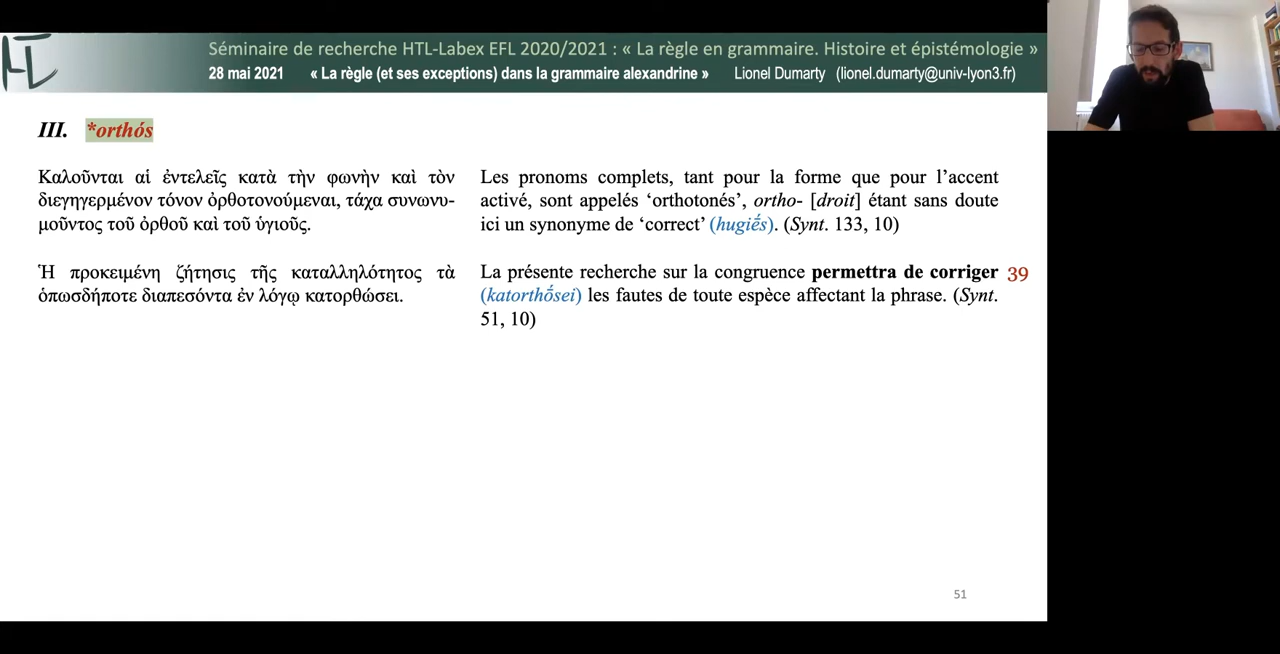 HTL
Séminaire de recherche HTL-Labex EFL 2020/2021 : « La règle en grammaire. Histoire et épistémologie »
28 mai 2021 « La règle (et ses exceptions) dans la grammaire alexandrine » Lionel Dumarty (lionel.dumarty@univ-lyon3.fr)
III. *orthós
Καλοῦνται αἱ ἐντελεῖς κατὰ τὴν φωνὴν καὶ τὸν
διεγηγερμένον τόνον ὀρθοτονούμεναι, τάχα συνωνυ-
μοῦντος τοῦ ὀρθοῦ καὶ τοῦ ὑγιοῦς.
Ἡ προκειμένη ζήτησις τῆς καταλληλότητος τὰ
ὁπωσδήποτε διαπεσόντα ἐν λόγῳ κατορθώσει.
Les pronoms complets, tant pour la forme que pour l’accent
activé, sont appelés ‘orthotonés’, ortho- [droit] étant sans doute
ici un synonyme de ‘correct’ (hugiḗs). (Synt. 133, 10)
La présente recherche sur la congruence permettra de corriger 39
(katorthṓsei) les fautes de toute espèce affectant la phrase. (Synt.
51, 10)
51